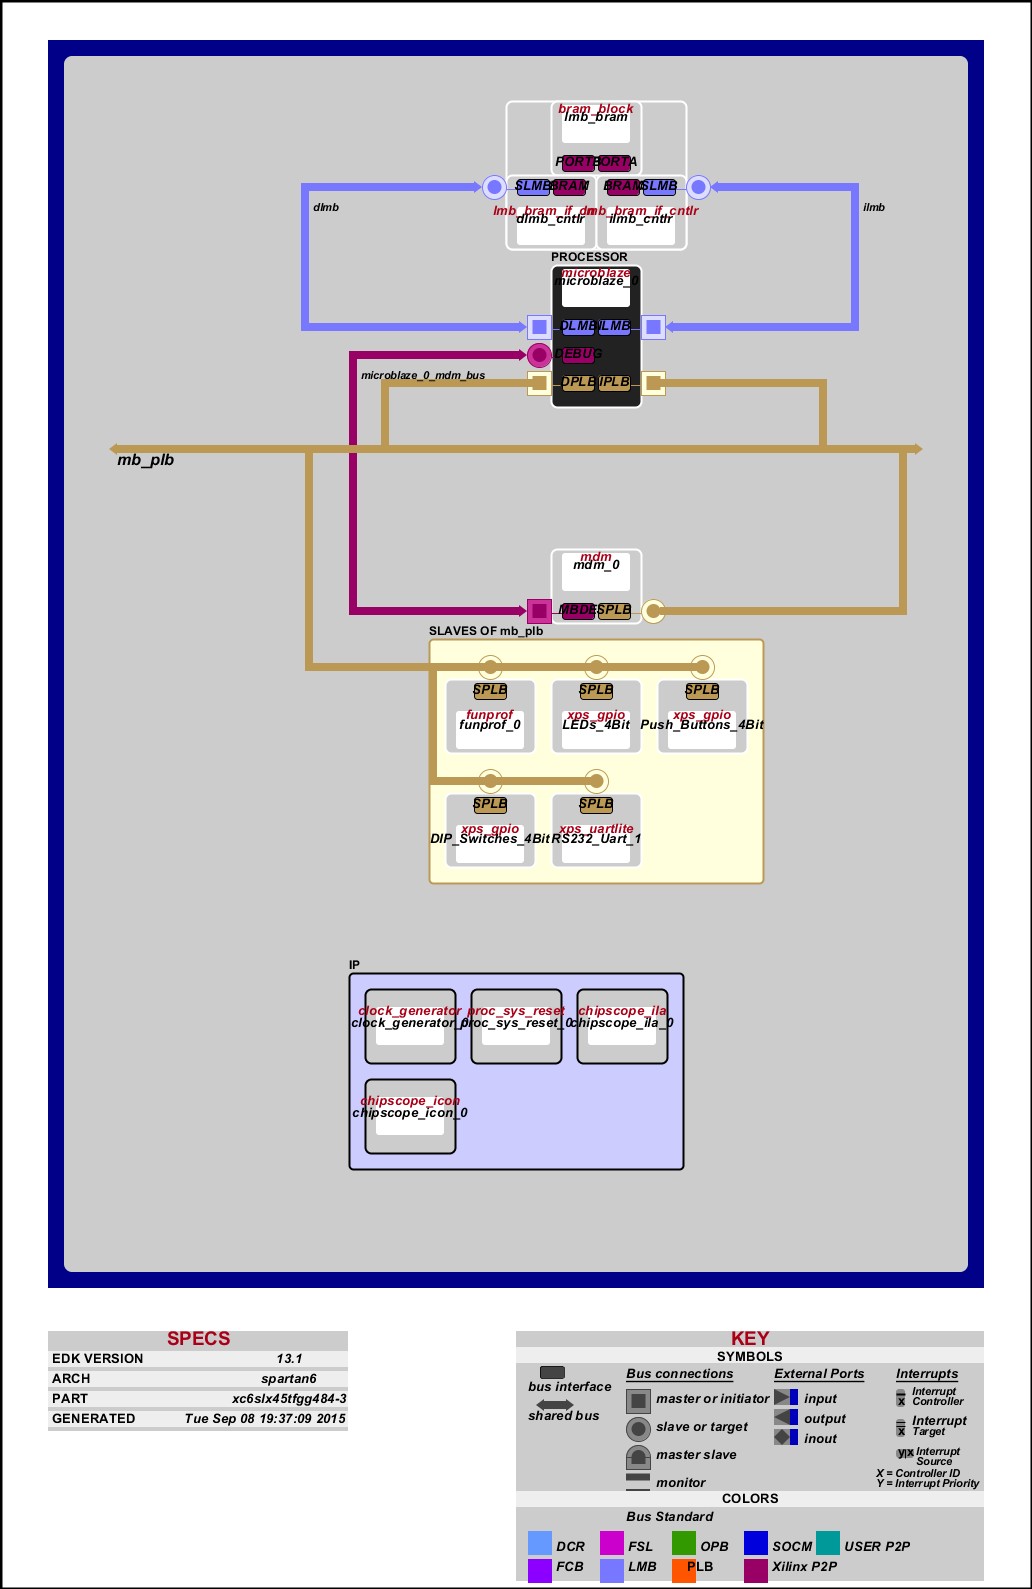 bram_block
lmb_bram
PORTB PORTA
SLMB BRAM BRAM SLMB
dlmb
ilmb
lmb_bram_if_cntlr lmb_bram_if_cntlr
dlmb_cntlr ilmb_cntlr
PROCESSOR
microblaze
microblaze_0
DLMB ILMB
DEBUG
microblaze_0_mdm_bus
DPLB IPLB
mb_plb
mdm
mdm_0
MBDE SPLB
SLAVES OF mb_plb
SPLB SPLB SPLB
funprof xps_gpio xps_gpio
funprof_0 LEDs_4Bit Push_Buttons_4Bit
SPLB SPLB
xps_gpio xps_uartlite
DIP_Switches_4Bit RS232_Uart_1
IP
clock_generator proc_sys_reset chipscope_ila
clock_generator_0 proc_sys_reset_0 chipscope_ila_0
chipscope_icon
chipscope_icon_0
SPECS
EDK VERSION 13.1
ARCH spartan6
PART xc6slx45tfgg484-3
GENERATED Tue Sep 08 19:37:09 2015
KEY
SYMBOLS
bus interface
shared bus
Bus connections
master or initiator
slave or target
master slave
monitor
External Ports
input
output
inout
Interrupts
x Interrupt
Controller
x Interrupt
Target
y x Interrupt
Source
X = Controller ID
Y = Interrupt Priority
COLORS
Bus Standard
DCR FSL OPB SOCM USER P2P
FCB LMB PLB Xilinx P2P